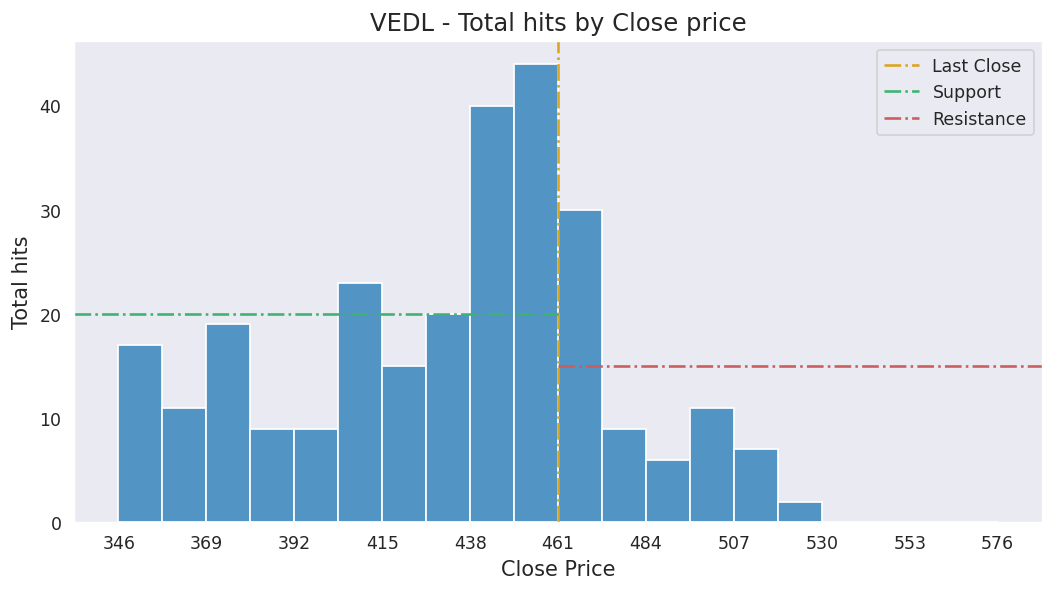 VEDL - Total hits by Close price
Last Close
Support
Resistance
Total hits
40
30
20
10
0
346 369 392 415 438 461 484 507 530 553 576
Close Price